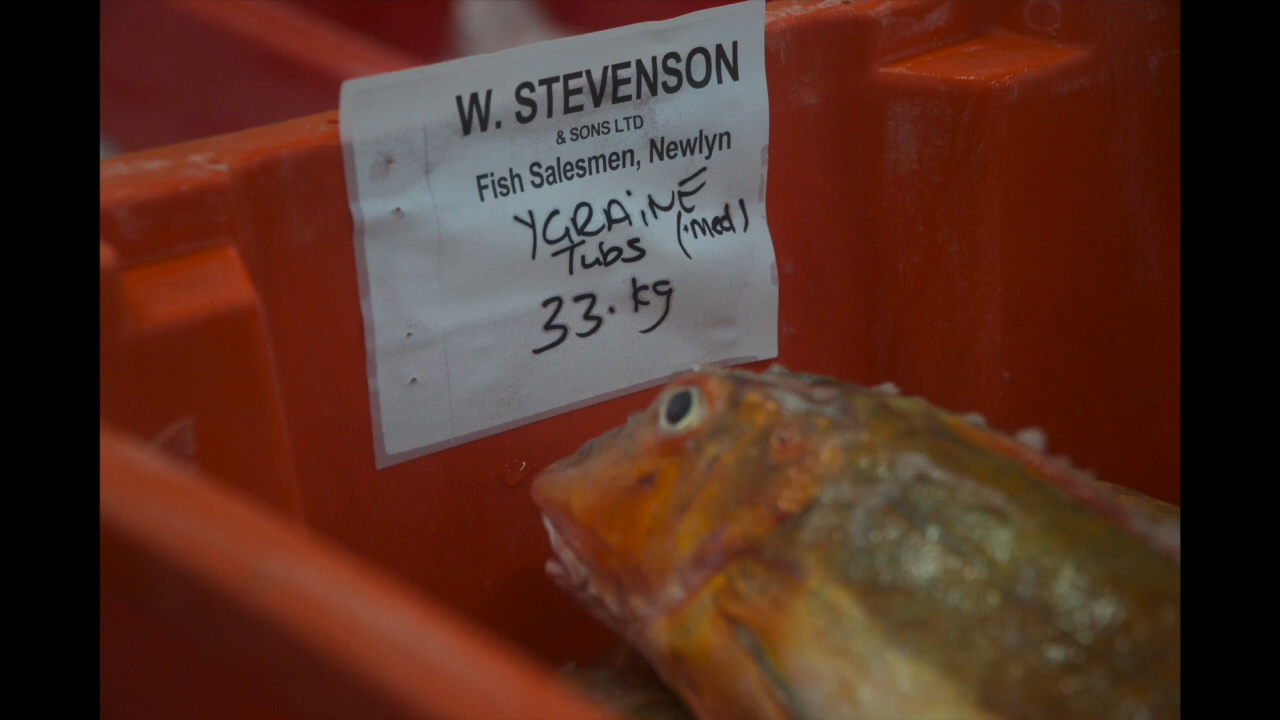 W. STEVENSON
& SONS LTD
Fish Salesmen, Newlyn
YGRAiNE
Tubs (·Med)
33·kg